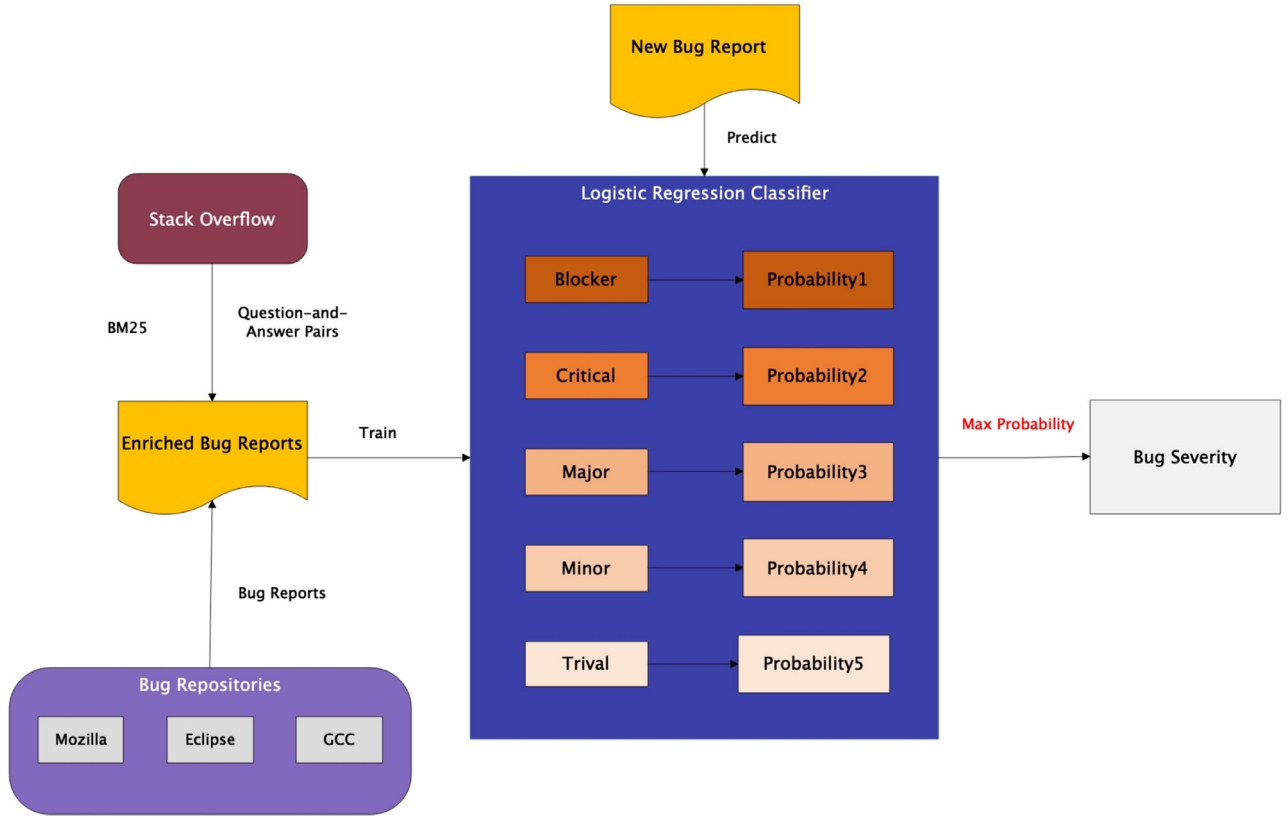 New Bug Report
Predict
Stack Overflow
BM25
Question-and-
Answer Pairs
Enriched Bug Reports
Train
Bug Reports
Bug Repositories
Mozilla
Eclipse
GCC
Logistic Regression Classifier
Blocker
Probability1
Critical
Probability2
Major
Probability3
Minor
Probability4
Trival
Probability5
Max Probability
Bug Severity